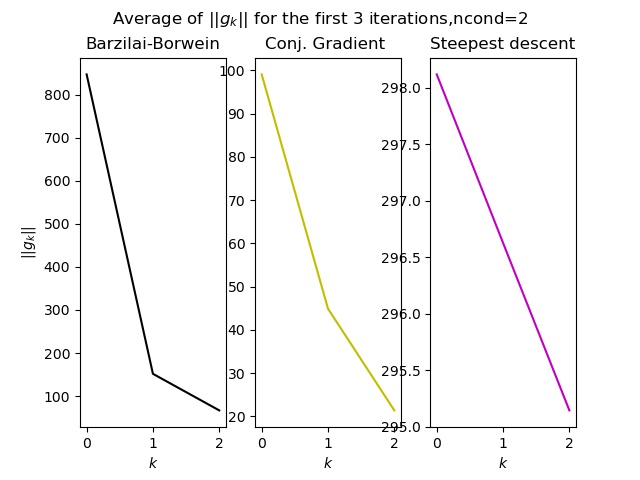 Average of ||g_k|| for the first 3 iterations,ncond=2
Barzilai-Borwein
Conj. Gradient
Steepest descent
||g_k||
800
700
600
500
400
300
200
100
0 1 2
k
100
90
80
70
60
50
40
30
20
0 1 2
k
298.0
297.5
297.0
296.5
296.0
295.5
295.0
0 1 2
k